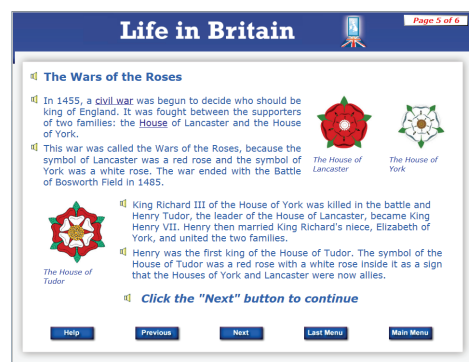 Life in Britain
Page 5 of 6
The Wars of the Roses
In 1455, a civil war was begun to decide who should be
king of England. It was fought between the supporters
of two families: the House of Lancaster and the House
of York.
This war was called the Wars of the Roses, because the
symbol of Lancaster was a red rose and the symbol of
York was a white rose. The war ended with the Battle
of Bosworth Field in 1485.
The House of
Lancaster
The House of
York
King Richard III of the House of York was killed in the battle and
Henry Tudor, the leader of the House of Lancaster, became King
Henry VII. Henry then married King Richard's niece, Elizabeth of
York, and united the two families.
Henry was the first king of the House of Tudor. The symbol of the
House of Tudor was a red rose with a white rose inside it as a sign
that the Houses of York and Lancaster were now allies.
The House of
Tudor
Click the "Next" button to continue
Help
Previous
Next
Last Menu
Main Menu